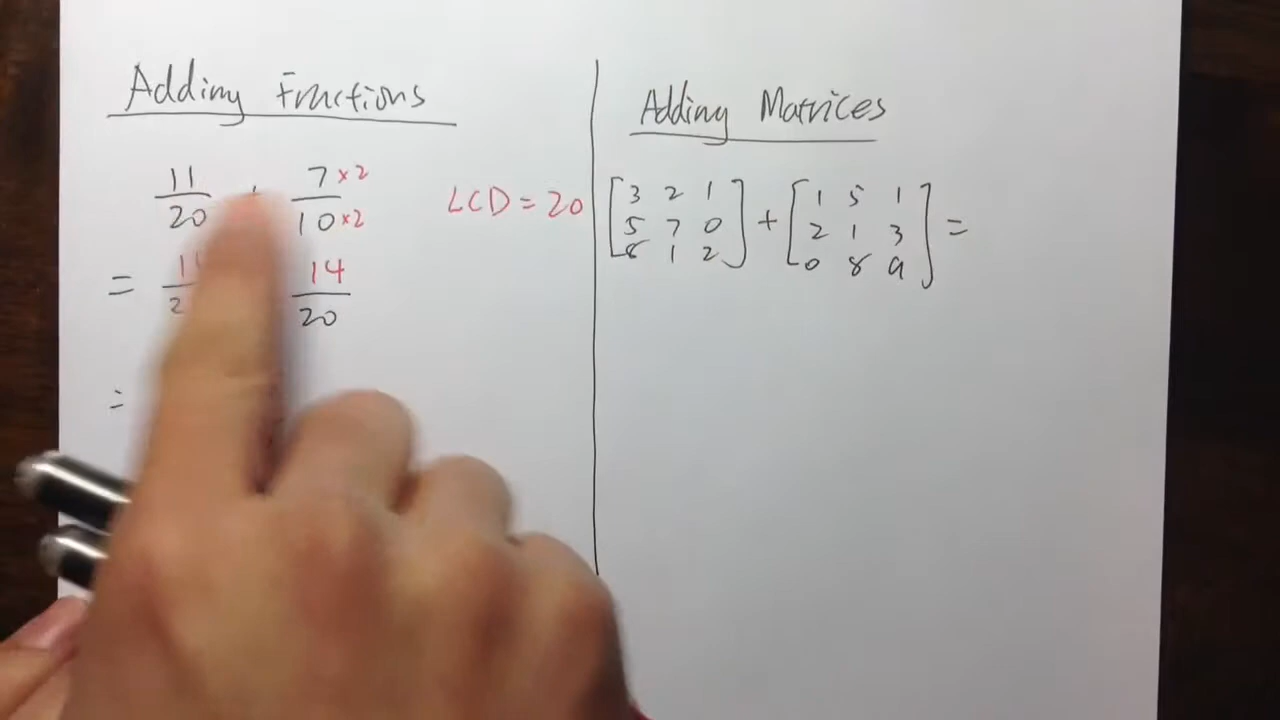 Adding Fractions
11/20 + 7×2/10×2 LCD = 20
= 14/20
=
Adding Matrices
[3 2 1] + [1 5 1] =
[5 7 0] [2 1 3]
[8 1 2] [0 8 9]